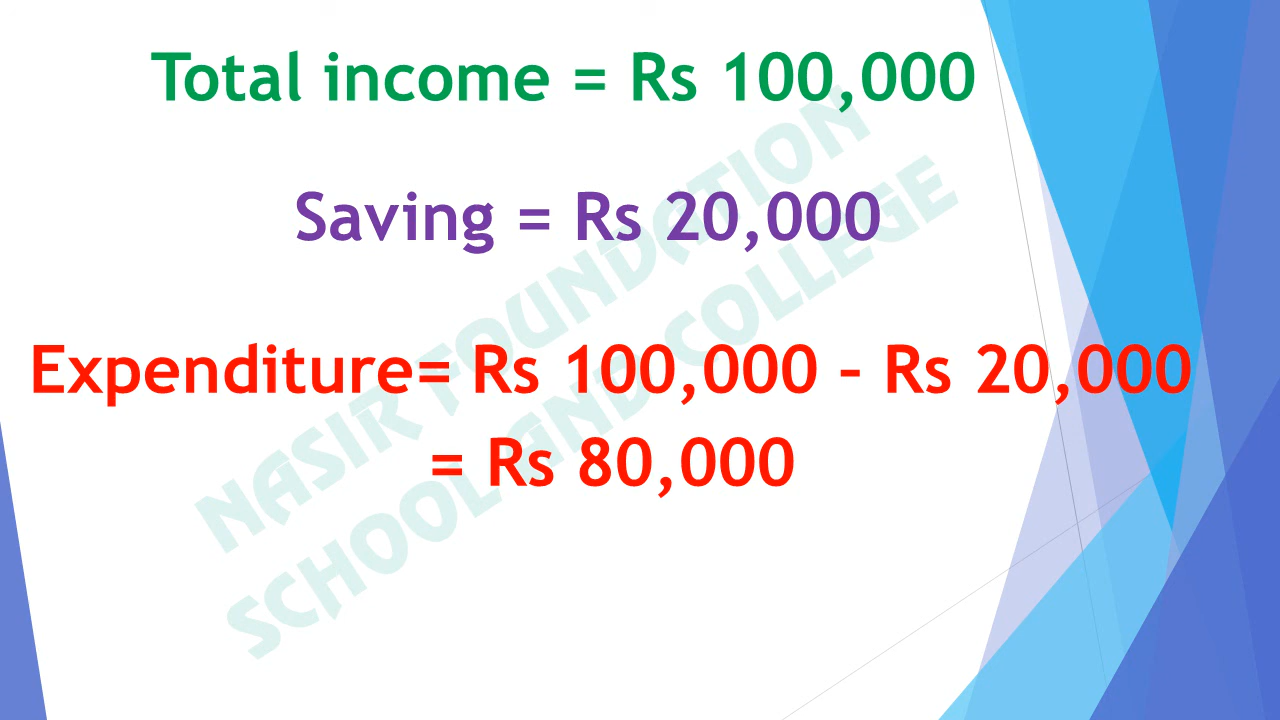 Total income = Rs 100,000
Saving = Rs 20,000
Expenditure= Rs 100,000 – Rs 20,000
= Rs 80,000
NASIR FOUNDATION
SCHOOL AND COLLEGE